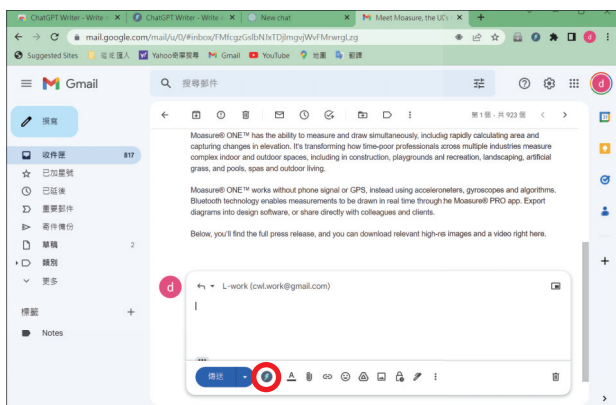 ChatGPT Writer - Write
ChatGPT Writer - Write
New chat
Meet Moasure, the UK's
mail.google.com/mail/u/0/#inbox/FMfcgzGslbNJxTDjlmgvjWvFMrwrgLzg
Suggested Sites
Yahoo奇摩搜尋
Gmail
YouTube
地圖
翻譯
Gmail
搜尋郵件
撰寫
第 1 個 - 共 923 個
收件匣 817
已加星號
已延後
重要郵件
寄件備份
草稿 2
類別
更多
標籤
Notes
Moasure® ONE™ has the ability to measure and draw simultaneously, includig rapidly calculating area and
capturing changes in elevation. It's transforming how time-poor professionals across multiple industries measure
complex indoor and outdoor spaces, including in construction, playgrounds anl recreation, landscaping, artificial
grass, and pools, spas and outdoor living.
Moasure® ONE™ works without phone signal or GPS, instead using acceleroneters, gyroscopes and algorithms.
Bluetooth technology enables measurements to be drawn in real time through he Moasure® PRO app. Export
diagrams into design software, or share directly with colleagues and clients.
Below, you'll find the full press release, and you can download relevant high-res images and a video right here.
d
d
d
L-work (cwl.work@gmail.com)
傳送